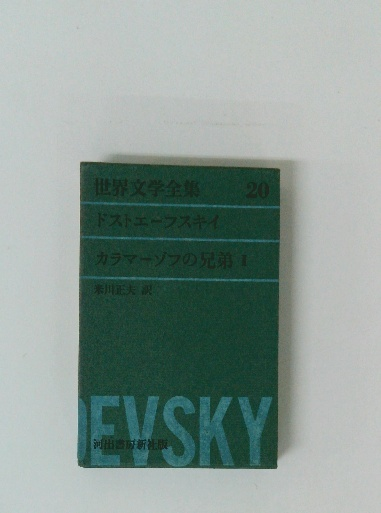 世界文学全集 20
ドストエーフスキイ
カラマーゾフの兄弟 I
米川正夫 訳
OEVSKY
河出書房新社版